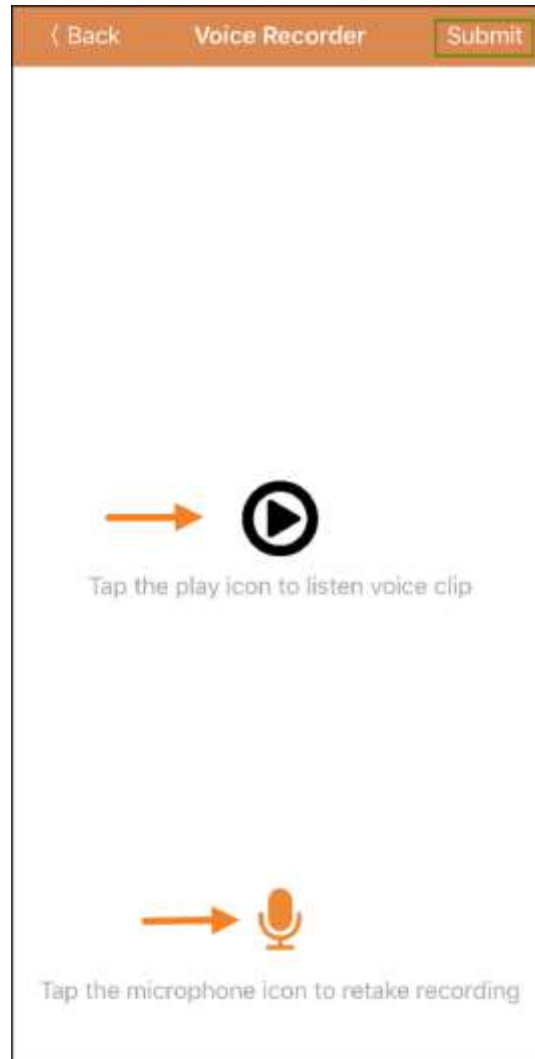 ⟨ Back Voice Recorder Submit
Tap the play icon to listen voice clip
Tap the microphone icon to retake recording